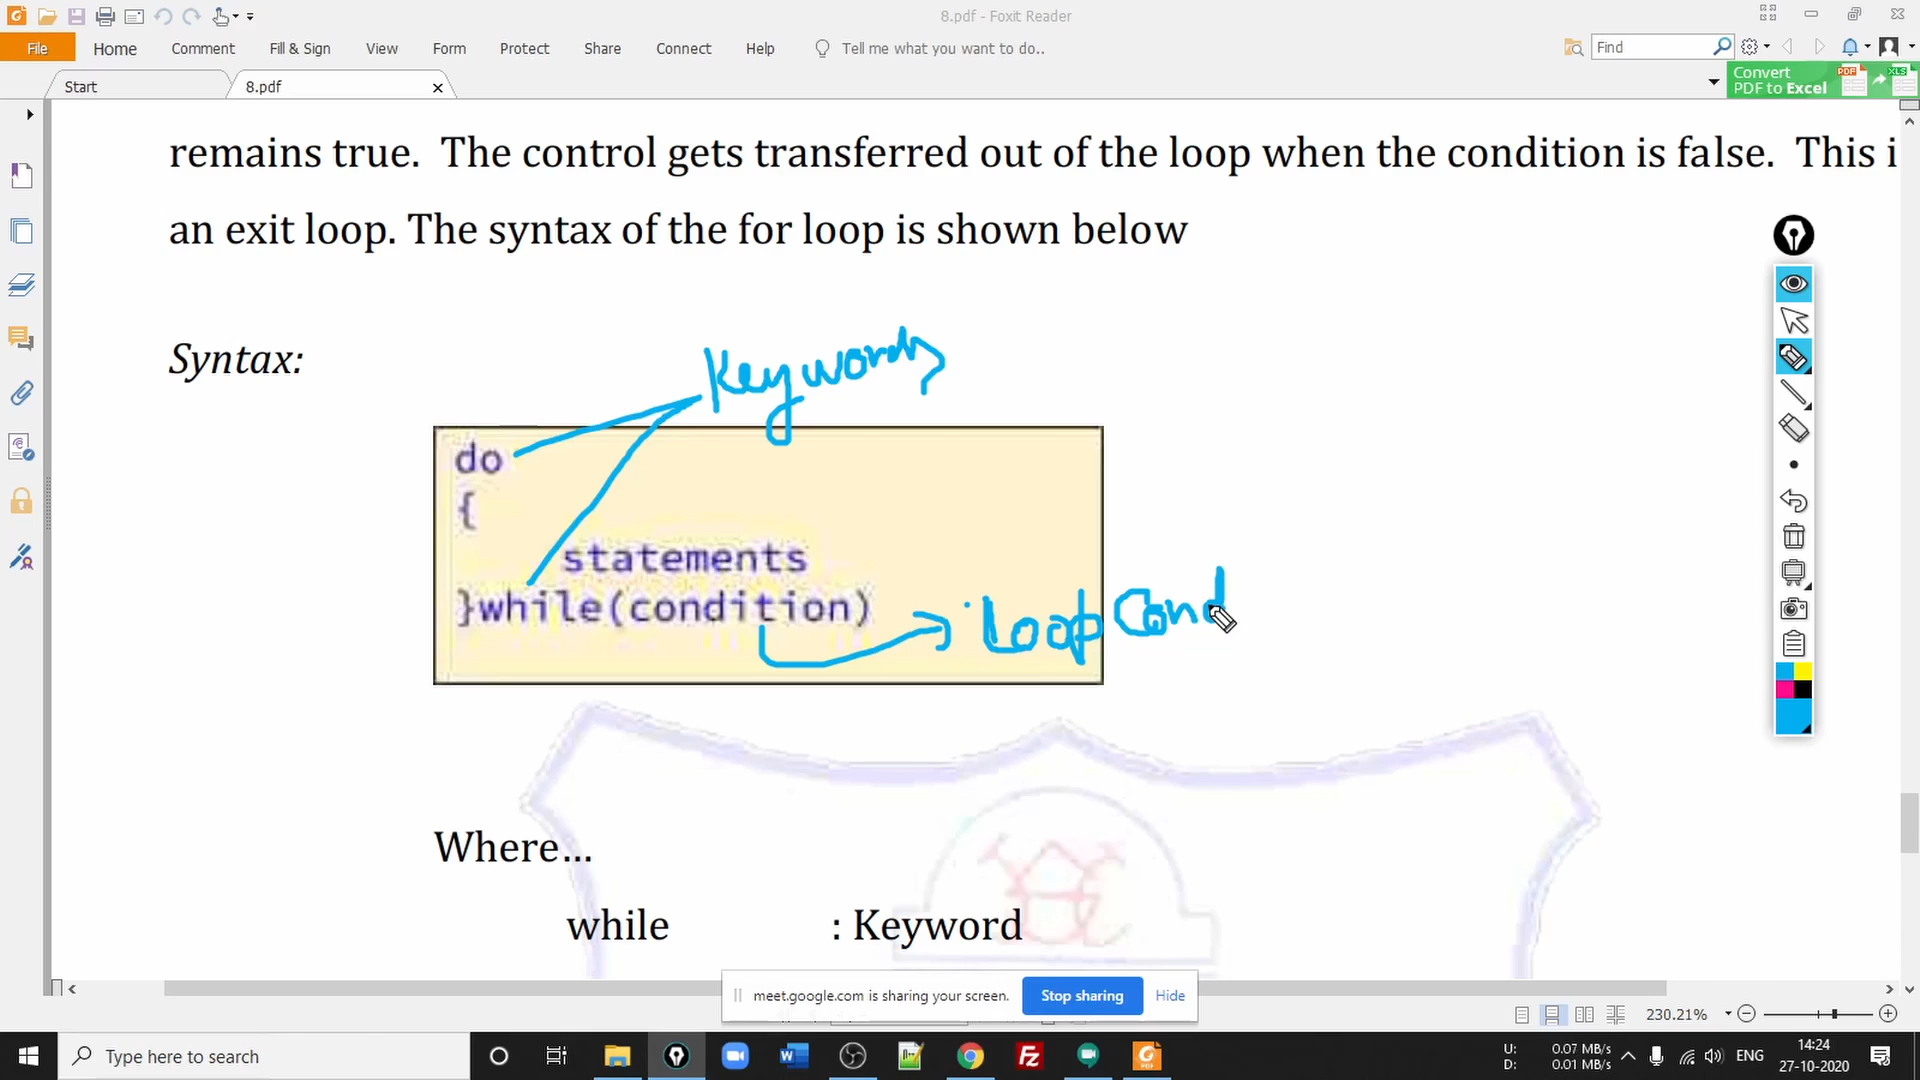 8.pdf - Foxit Reader
File Home Comment Fill & Sign View Form Protect Share Connect Help Tell me what you want to do.. Find
Start 8.pdf
Convert
PDF to Excel
PDF XLS
remains true. The control gets transferred out of the loop when the condition is false. This i
an exit loop. The syntax of the for loop is shown below
Syntax:
Keywords
do
{
statements
}while(condition)
Loop Cond
Where...
while : Keyword
meet.google.com is sharing your screen. Stop sharing Hide
230.21%
Type here to search
U: 0.07 MB/s
D: 0.01 MB/s
ENG
14:24
27-10-2020